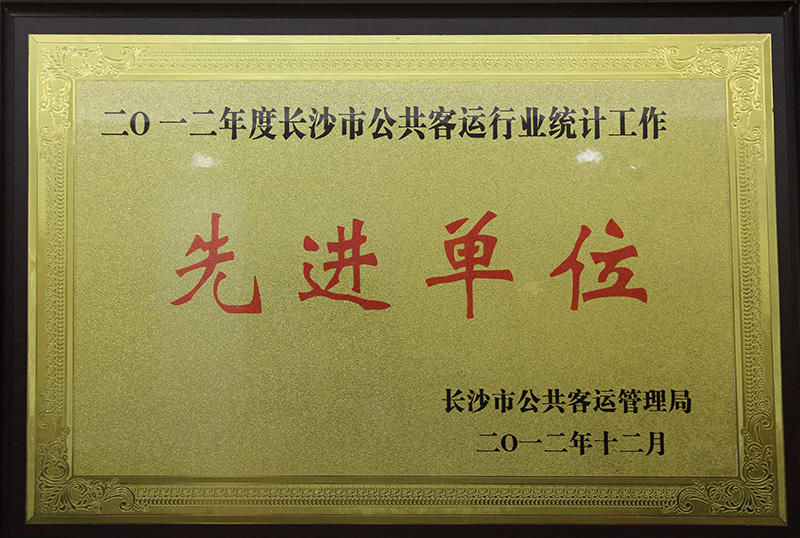 二O一二年度长沙市公共客运行业统计工作
先进单位
长沙市公共客运管理局
二O一二年十二月